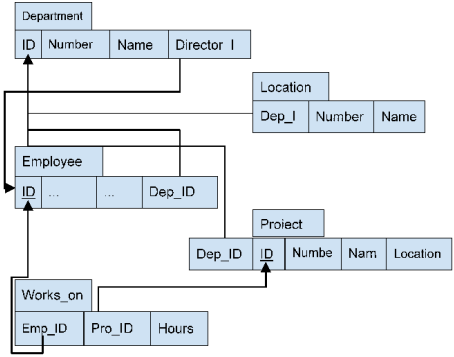 Department
ID Number Name Director_I
Location
Dep_I Number Name
Employee
ID ... ... Dep_ID
Project
Dep_ID ID Numbe Nam Location
Works_on
Emp_ID Pro_ID Hours